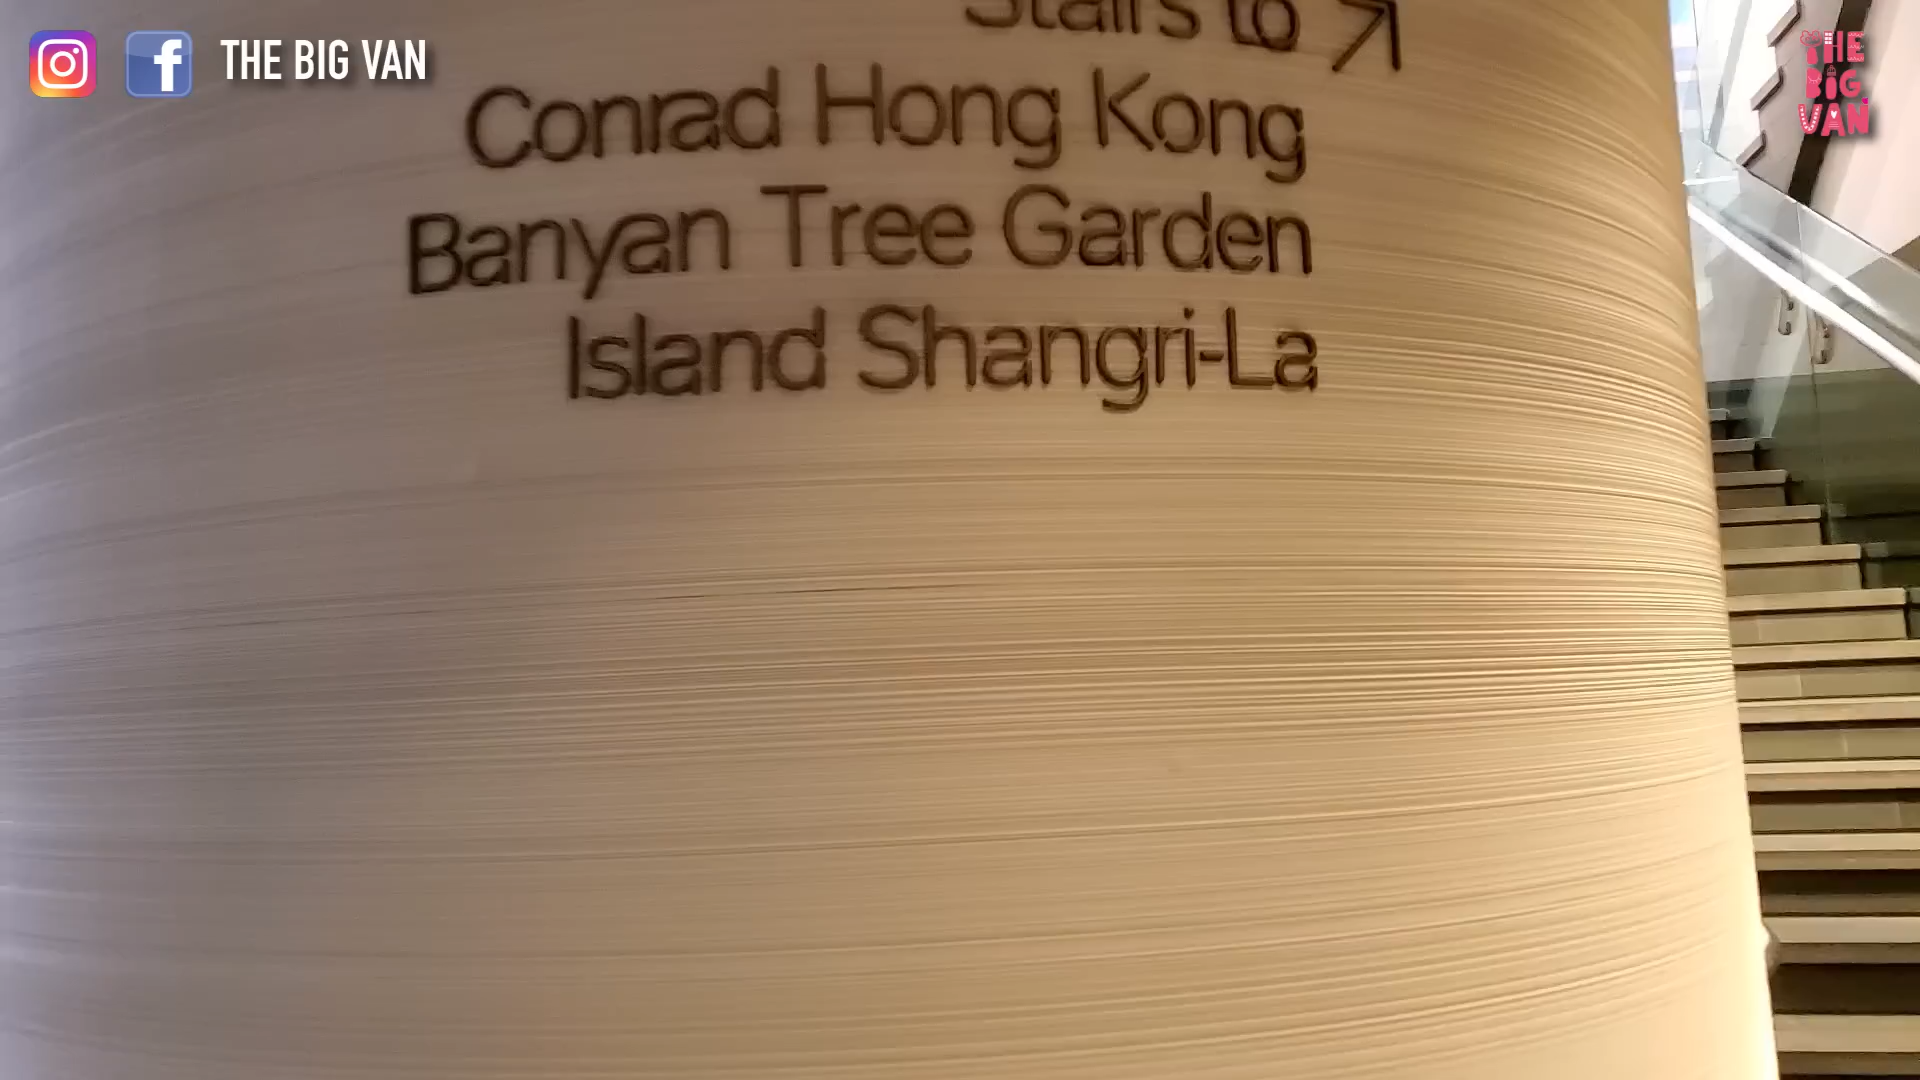 THE BIG VAN
THE
BIG
VAN
Stairs to
Conrad Hong Kong
Banyan Tree Garden
Island Shangri-La